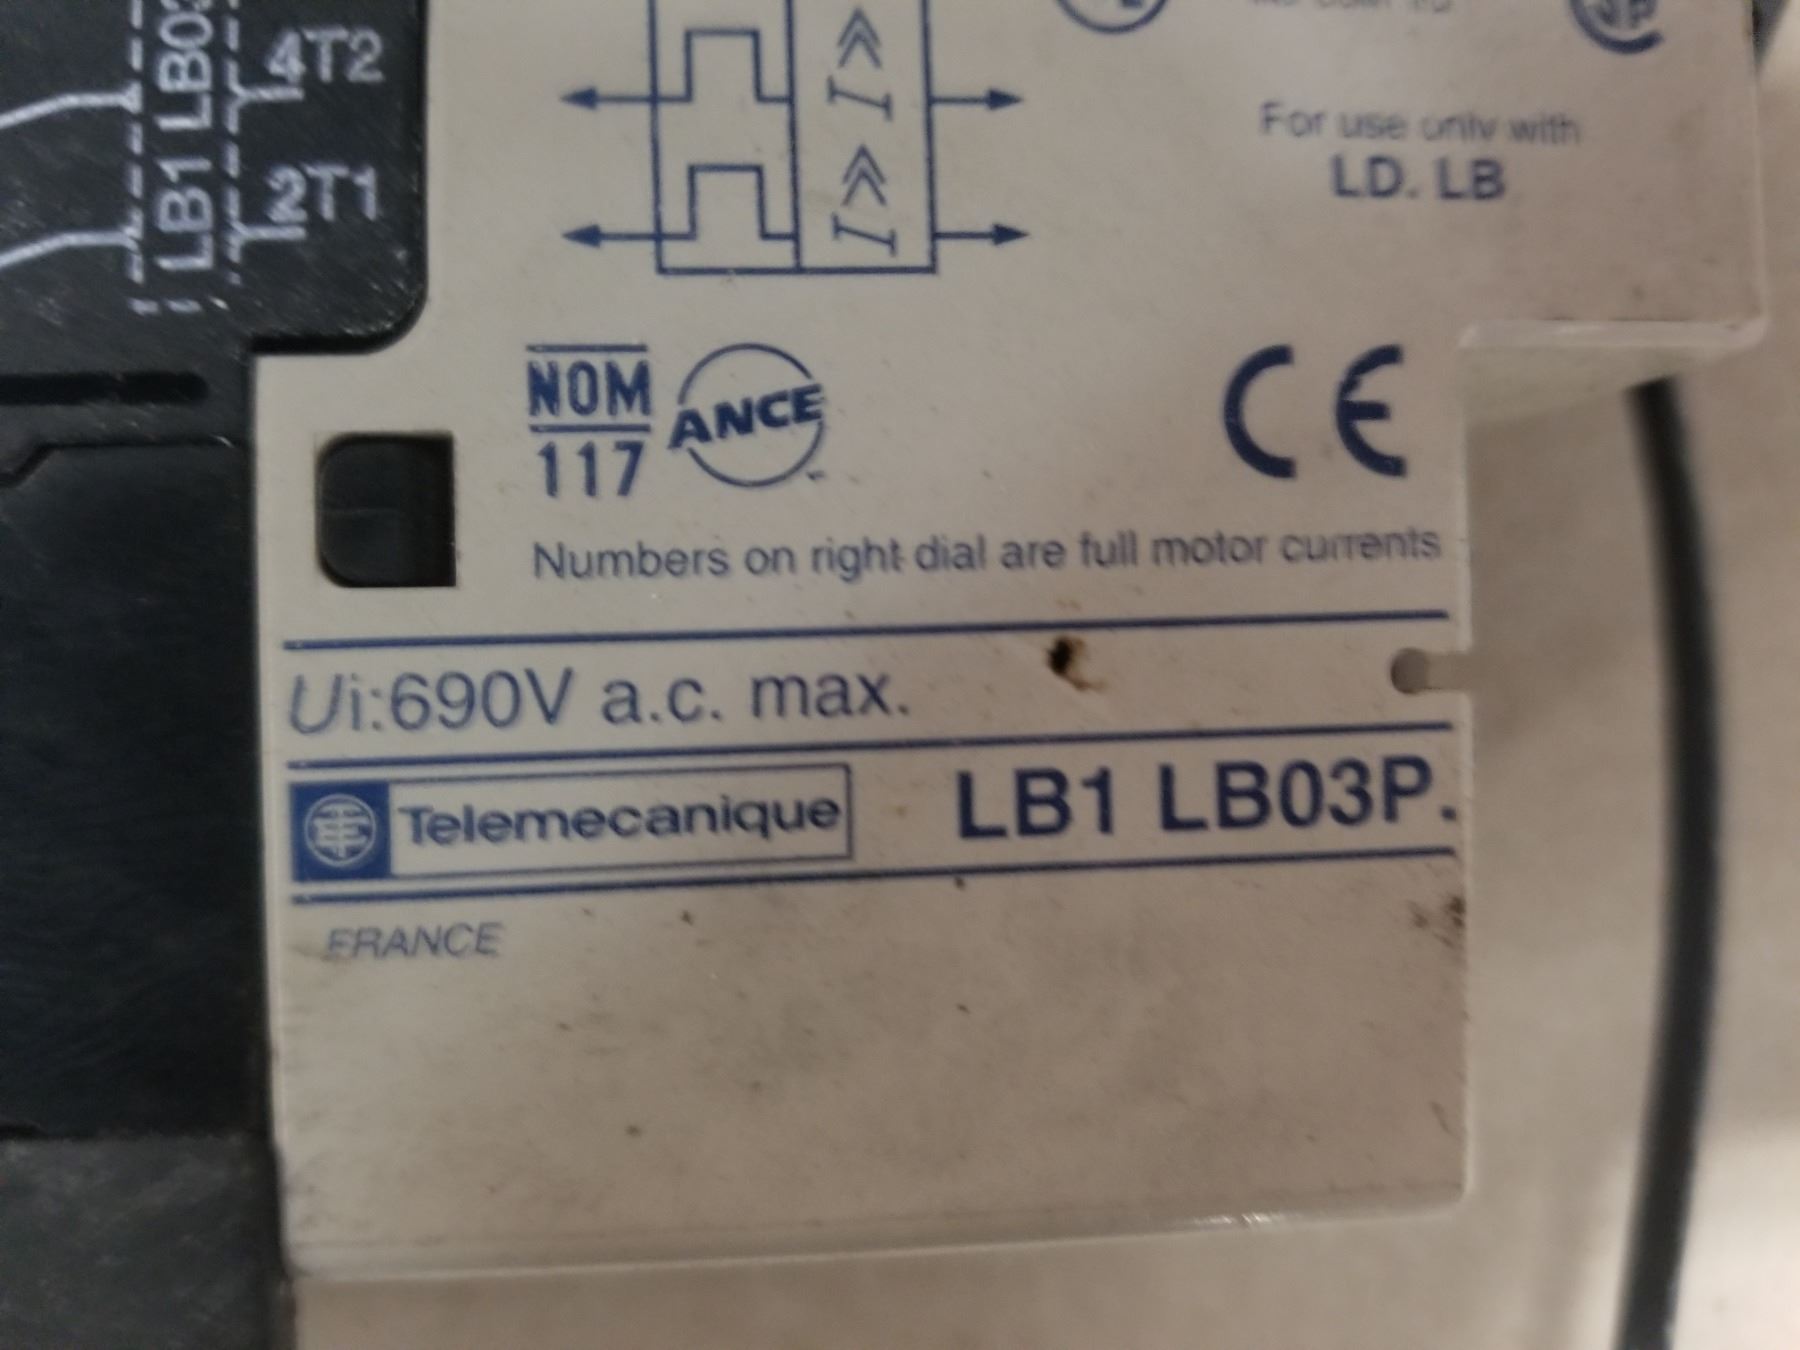 4T2
LB1 LB03
2T1
I>>
I>>
For use only with
LD. LB
NOM
117
ANCE
CE
Numbers on right dial are full motor currents
Ui:690V a.c. max.
Telemecanique
LB1 LB03P.
FRANCE